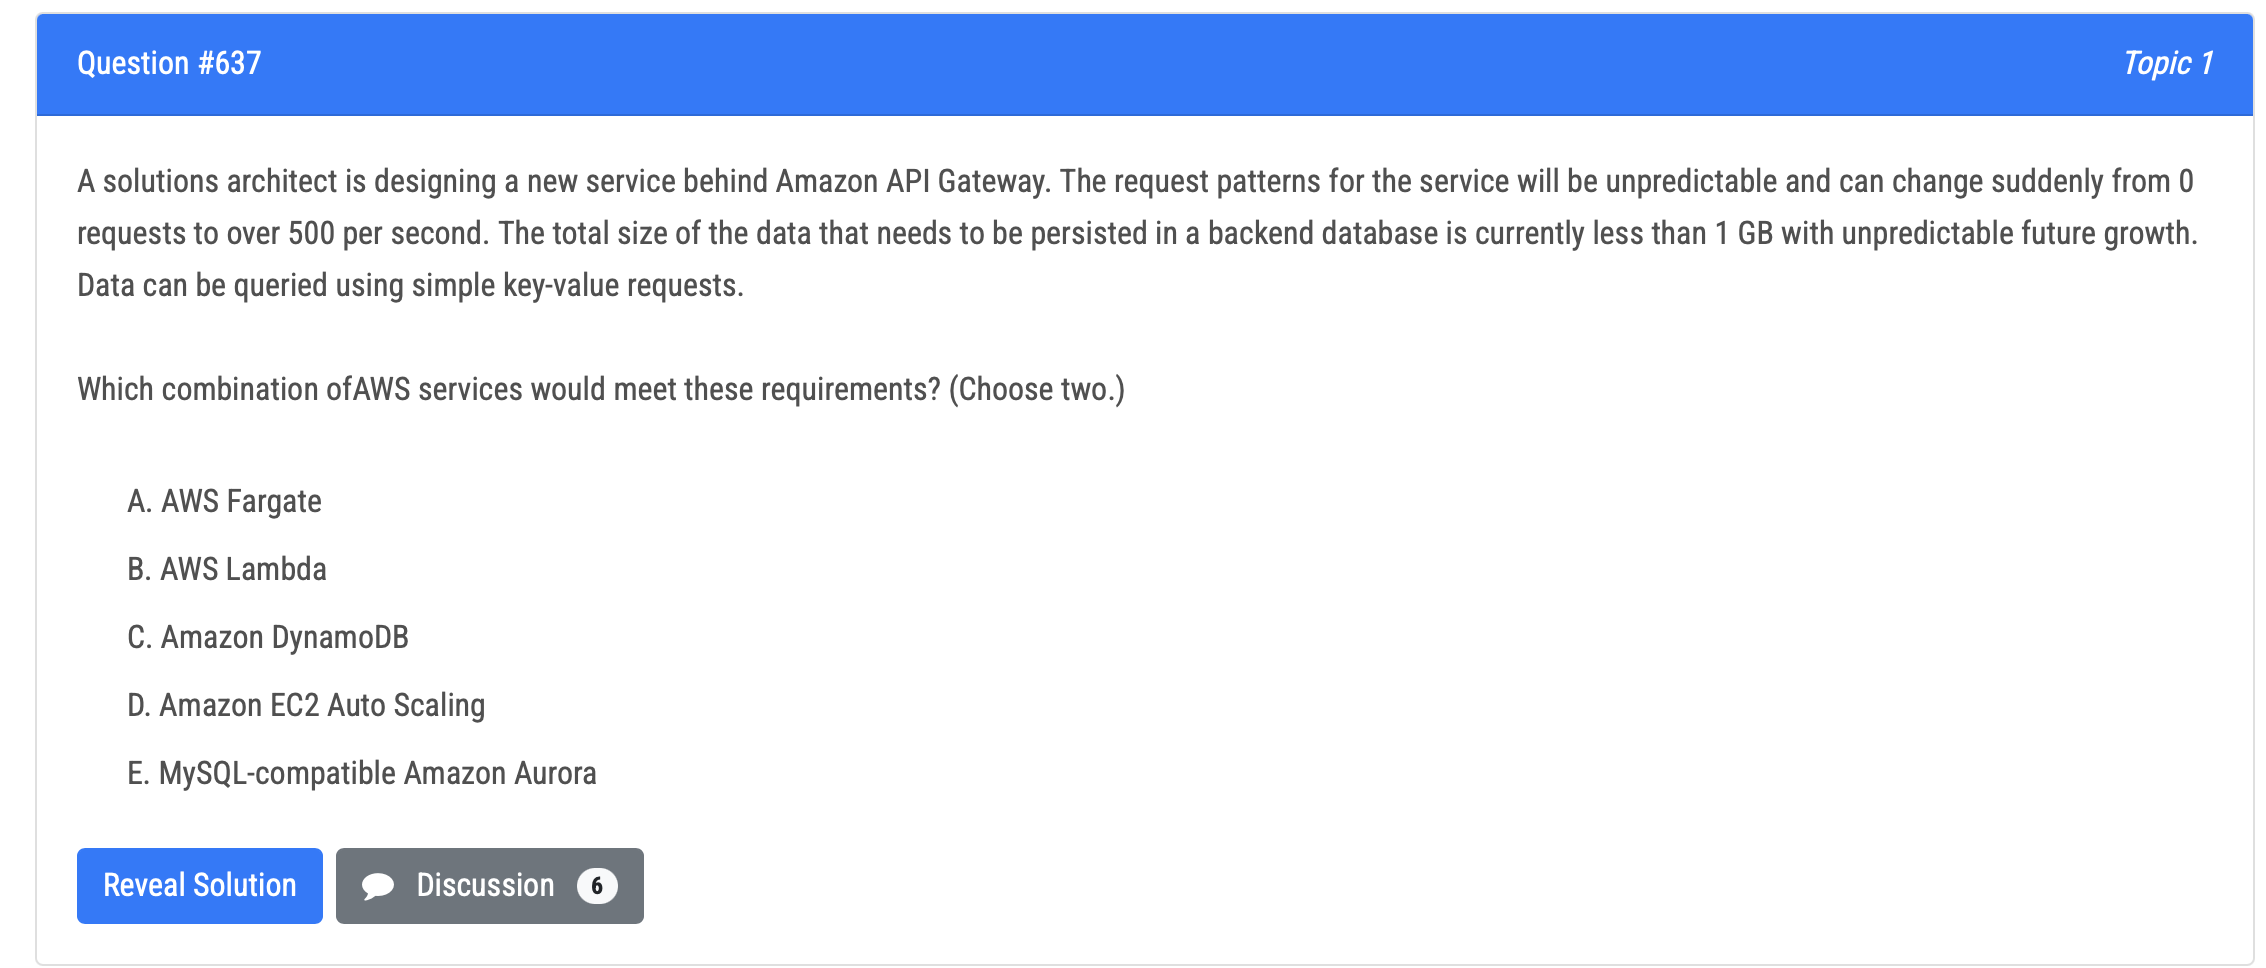 Question #637
Topic 1
A solutions architect is designing a new service behind Amazon API Gateway. The request patterns for the service will be unpredictable and can change suddenly from 0
requests to over 500 per second. The total size of the data that needs to be persisted in a backend database is currently less than 1 GB with unpredictable future growth.
Data can be queried using simple key-value requests.
Which combination ofAWS services would meet these requirements? (Choose two.)
A. AWS Fargate
B. AWS Lambda
C. Amazon DynamoDB
D. Amazon EC2 Auto Scaling
E. MySQL-compatible Amazon Aurora
Reveal Solution
Discussion 6